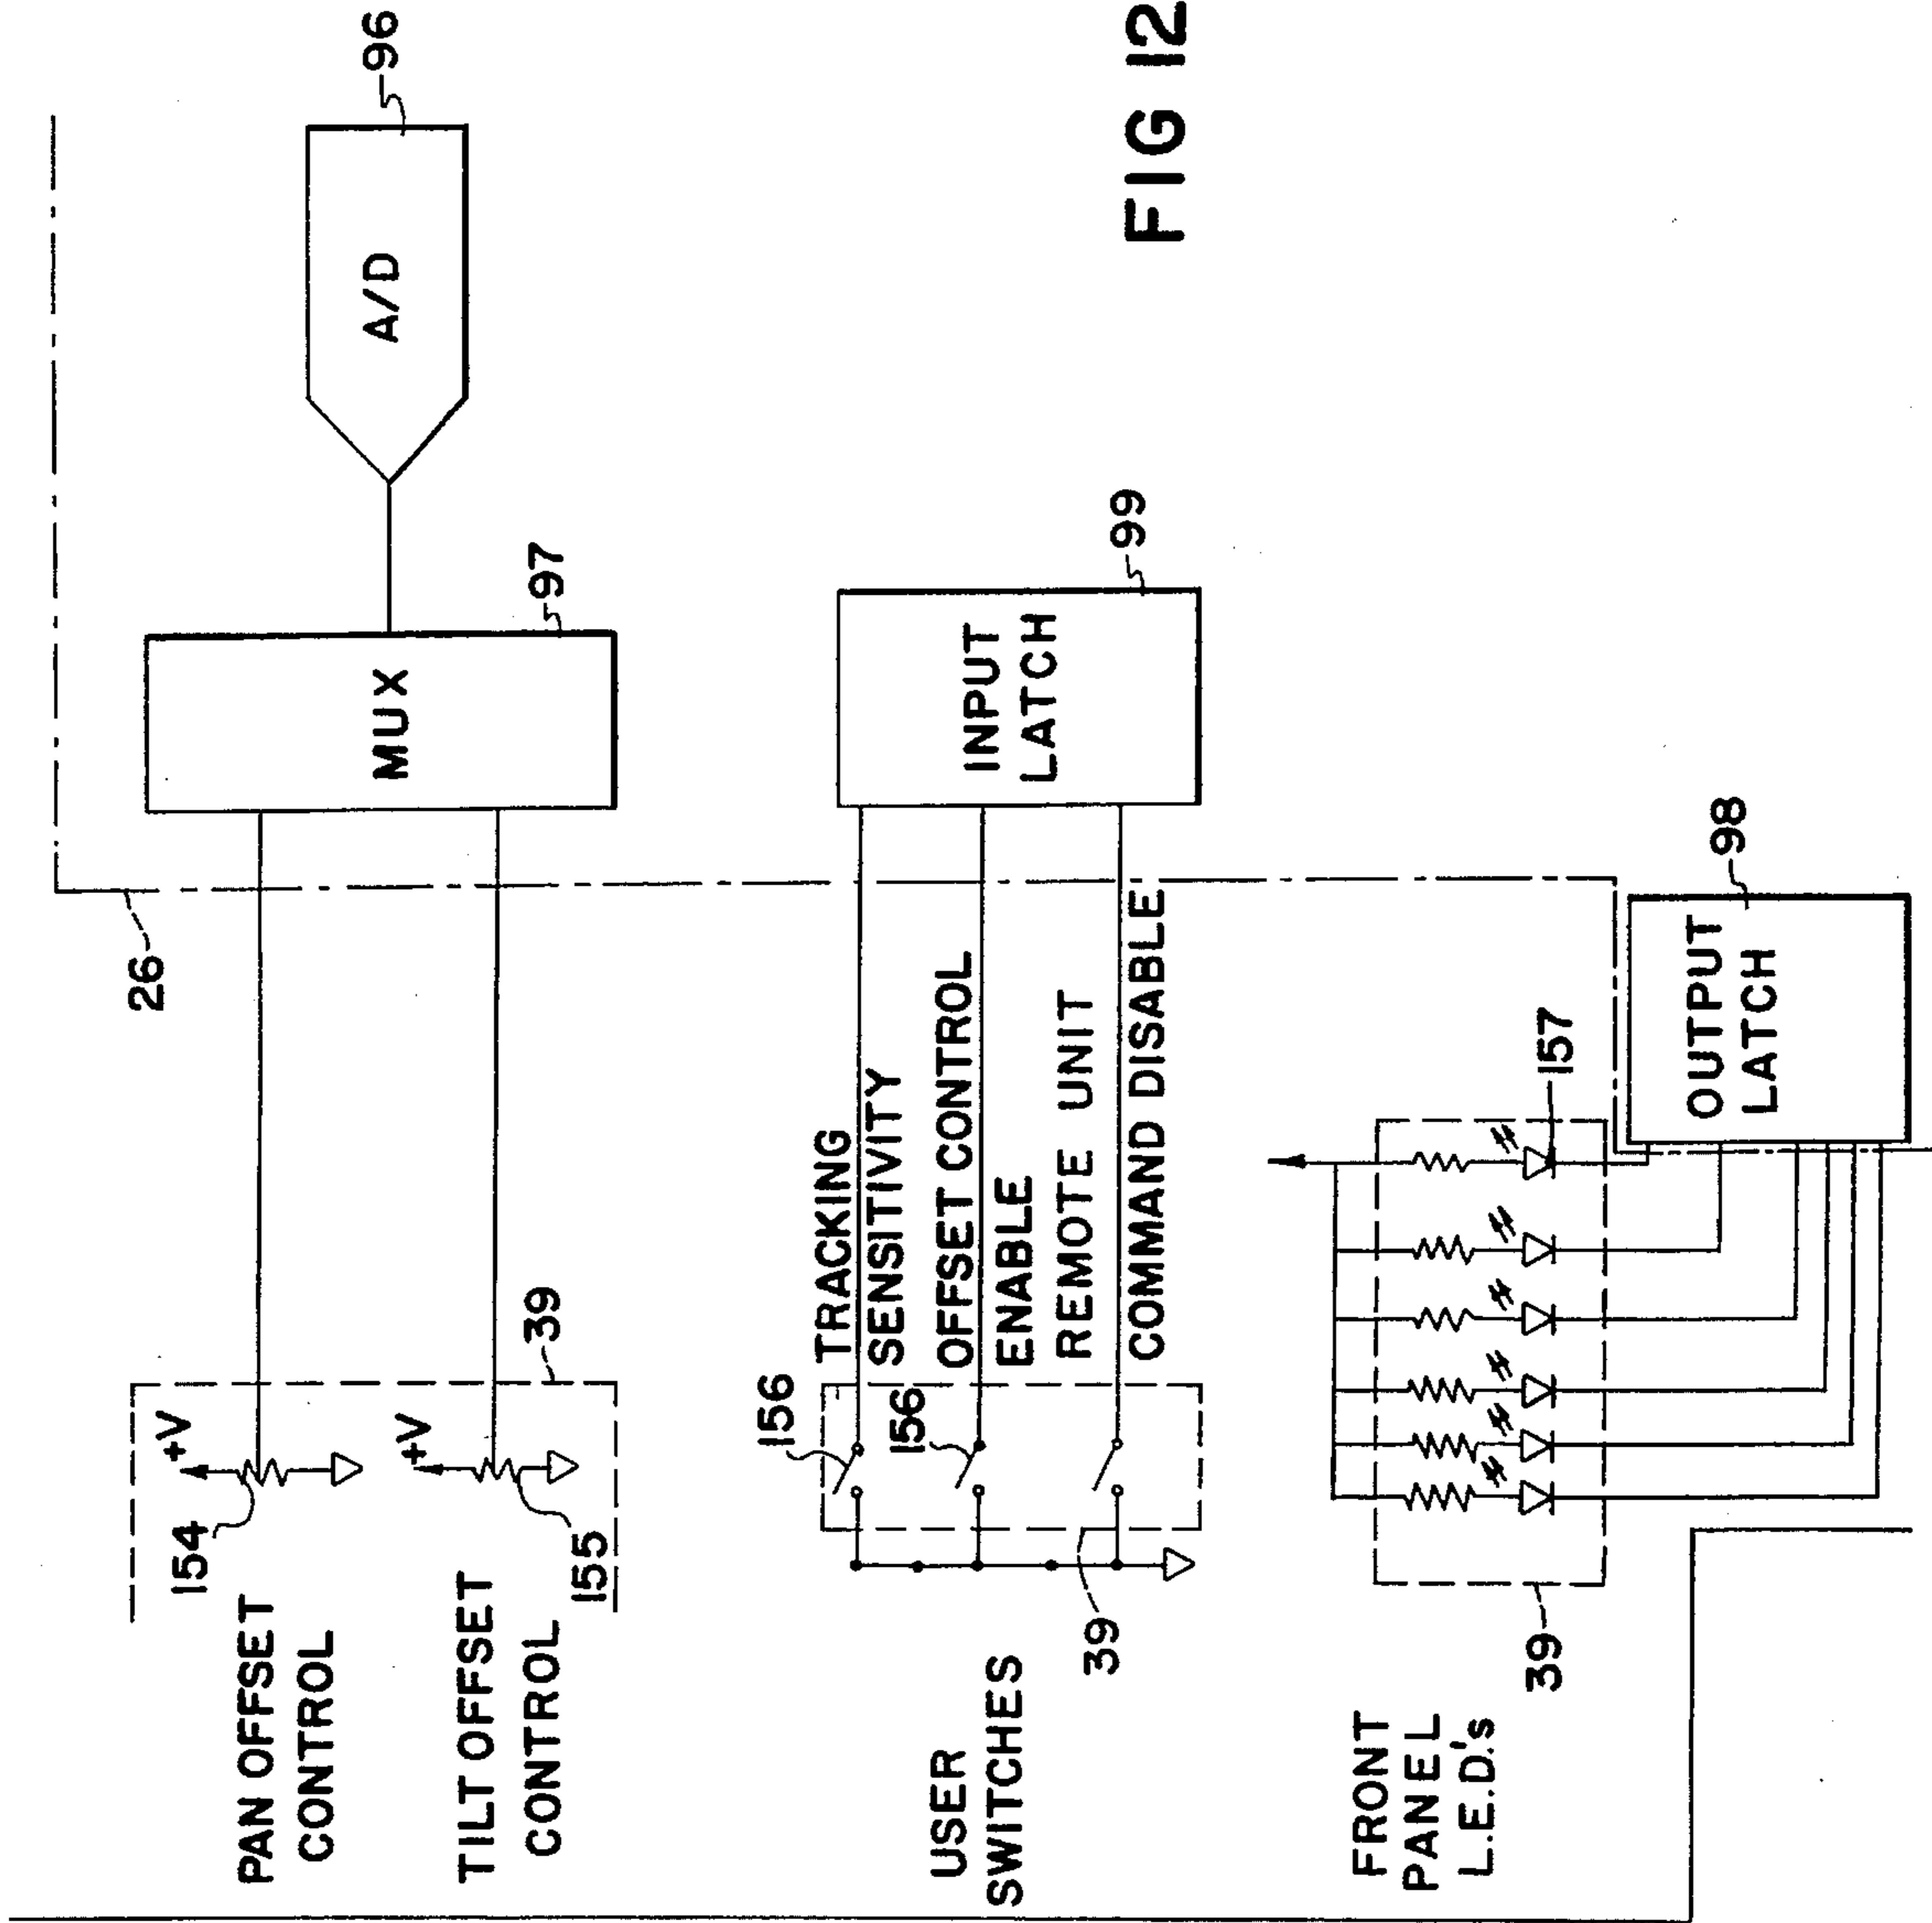 PAN OFFSET
CONTROL
154
+V
26
MUX
97
A/D
96
TILT OFFSET
CONTROL
155
+V
39
USER
SWITCHES
156
156
39
TRACKING
SENSITIVITY
OFFSET CONTROL
ENABLE
REMOTE UNIT
COMMAND DISABLE
INPUT
LATCH
99
FRONT
PANEL
L.E.D.'s
39
157
OUTPUT
LATCH
98
FIG 12